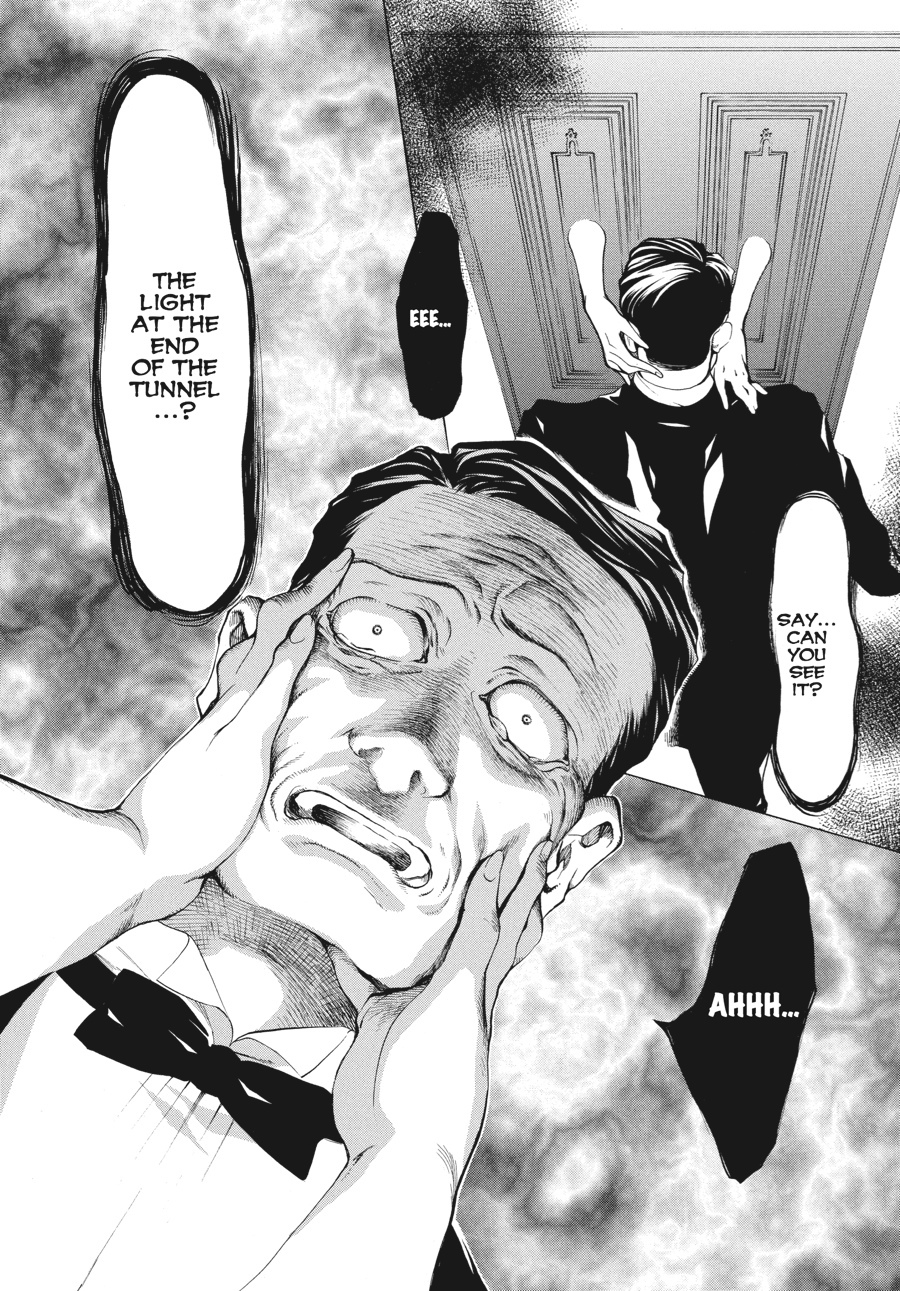 EEE...
SAY...
CAN
YOU
SEE
IT?
THE
LIGHT
AT THE
END
OF THE
TUNNEL
...?
AHHH...